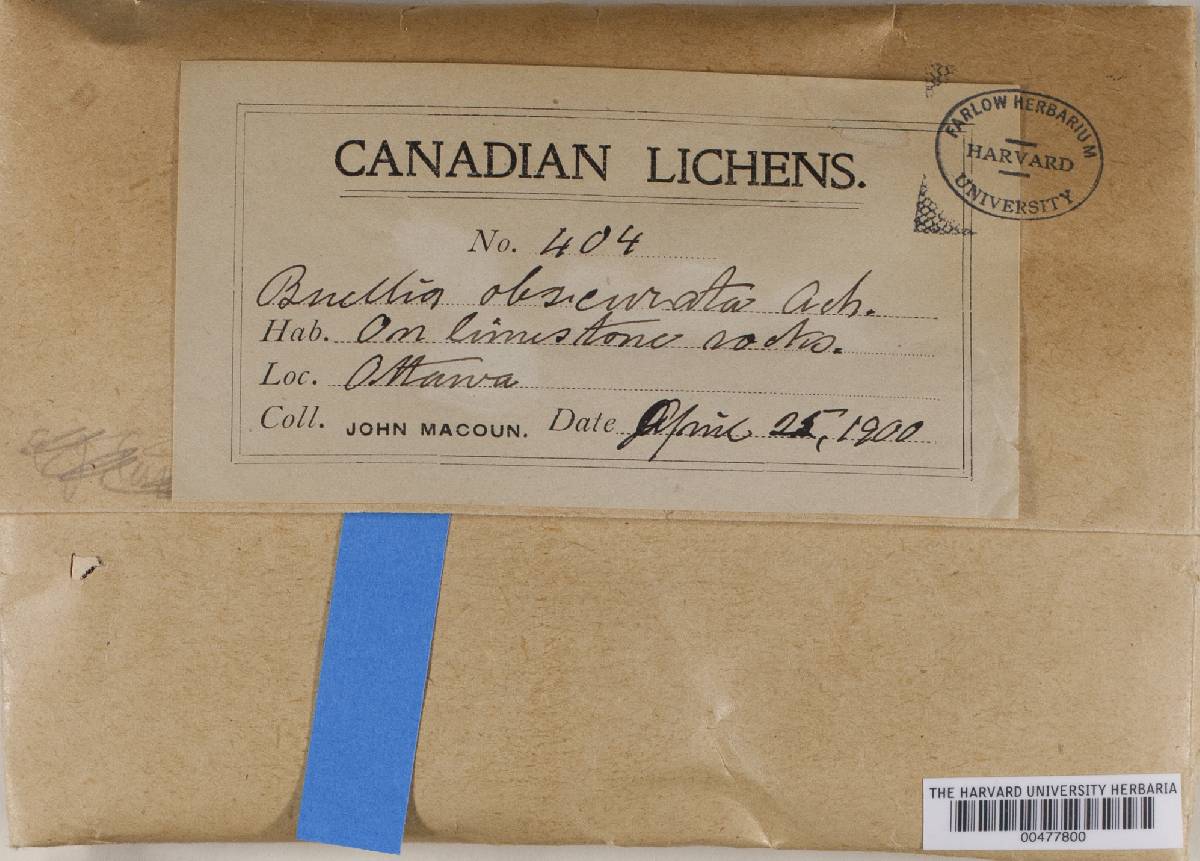 CANADIAN LICHENS.
No. 404
Buellia obscurata Ach.
Hab. On limestone rocks.
Loc. Ottawa
Coll. JOHN MACOUN. Date April 25, 1900
FARLOW HERBARIUM
HARVARD
UNIVERSITY
THE HARVARD UNIVERSITY HERBARIA
00477800